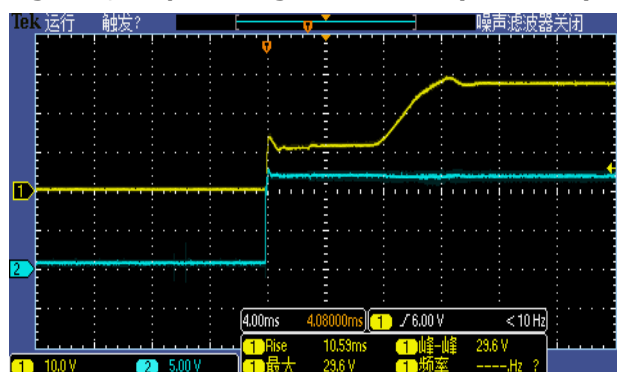 Tek 运行 触发? 噪声滤波器关闭
1
2
4.00ms 4.08000ms 1 ∫ 6.00 V < 10 Hz
1 Rise 10.59ms 1 峰-峰 29.6 V
1 最大 29.6 V 1 频率 ----.Hz ?
1 10.0 V 2 5.00 V